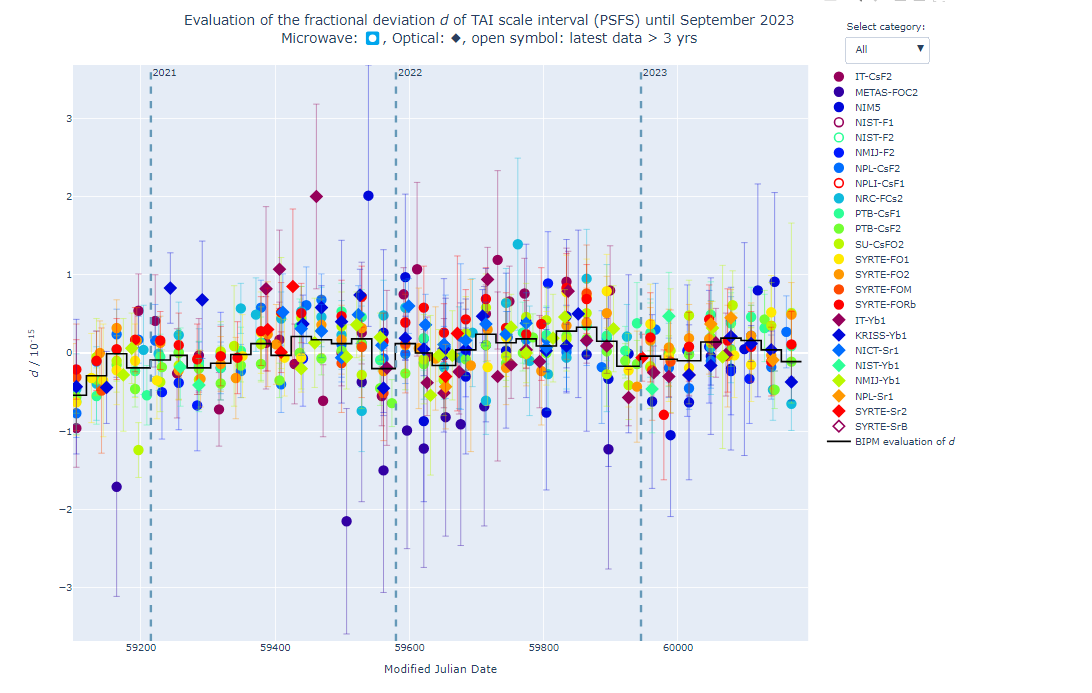 Evaluation of the fractional deviation d of TAI scale interval (PSFS) until September 2023
Microwave: , Optical: , open symbol: latest data > 3 yrs
Select category:
All
2021
2022
2023
IT-CsF2
METAS-FOC2
NIM5
NIST-F1
NIST-F2
NMIJ-F2
NPL-CsF2
NPLI-CsF1
NRC-FCs2
PTB-CsF1
PTB-CsF2
SU-CsFO2
SYRTE-FO1
SYRTE-FO2
SYRTE-FOM
SYRTE-FORb
IT-Yb1
KRISS-Yb1
NICT-Sr1
NIST-Yb1
NMIJ-Yb1
NPL-Sr1
SYRTE-Sr2
SYRTE-SrB
BIPM evaluation of d
3
2
1
0
−1
−2
−3
d / 10⁻¹⁵
59200
59400
59600
59800
60000
Modified Julian Date